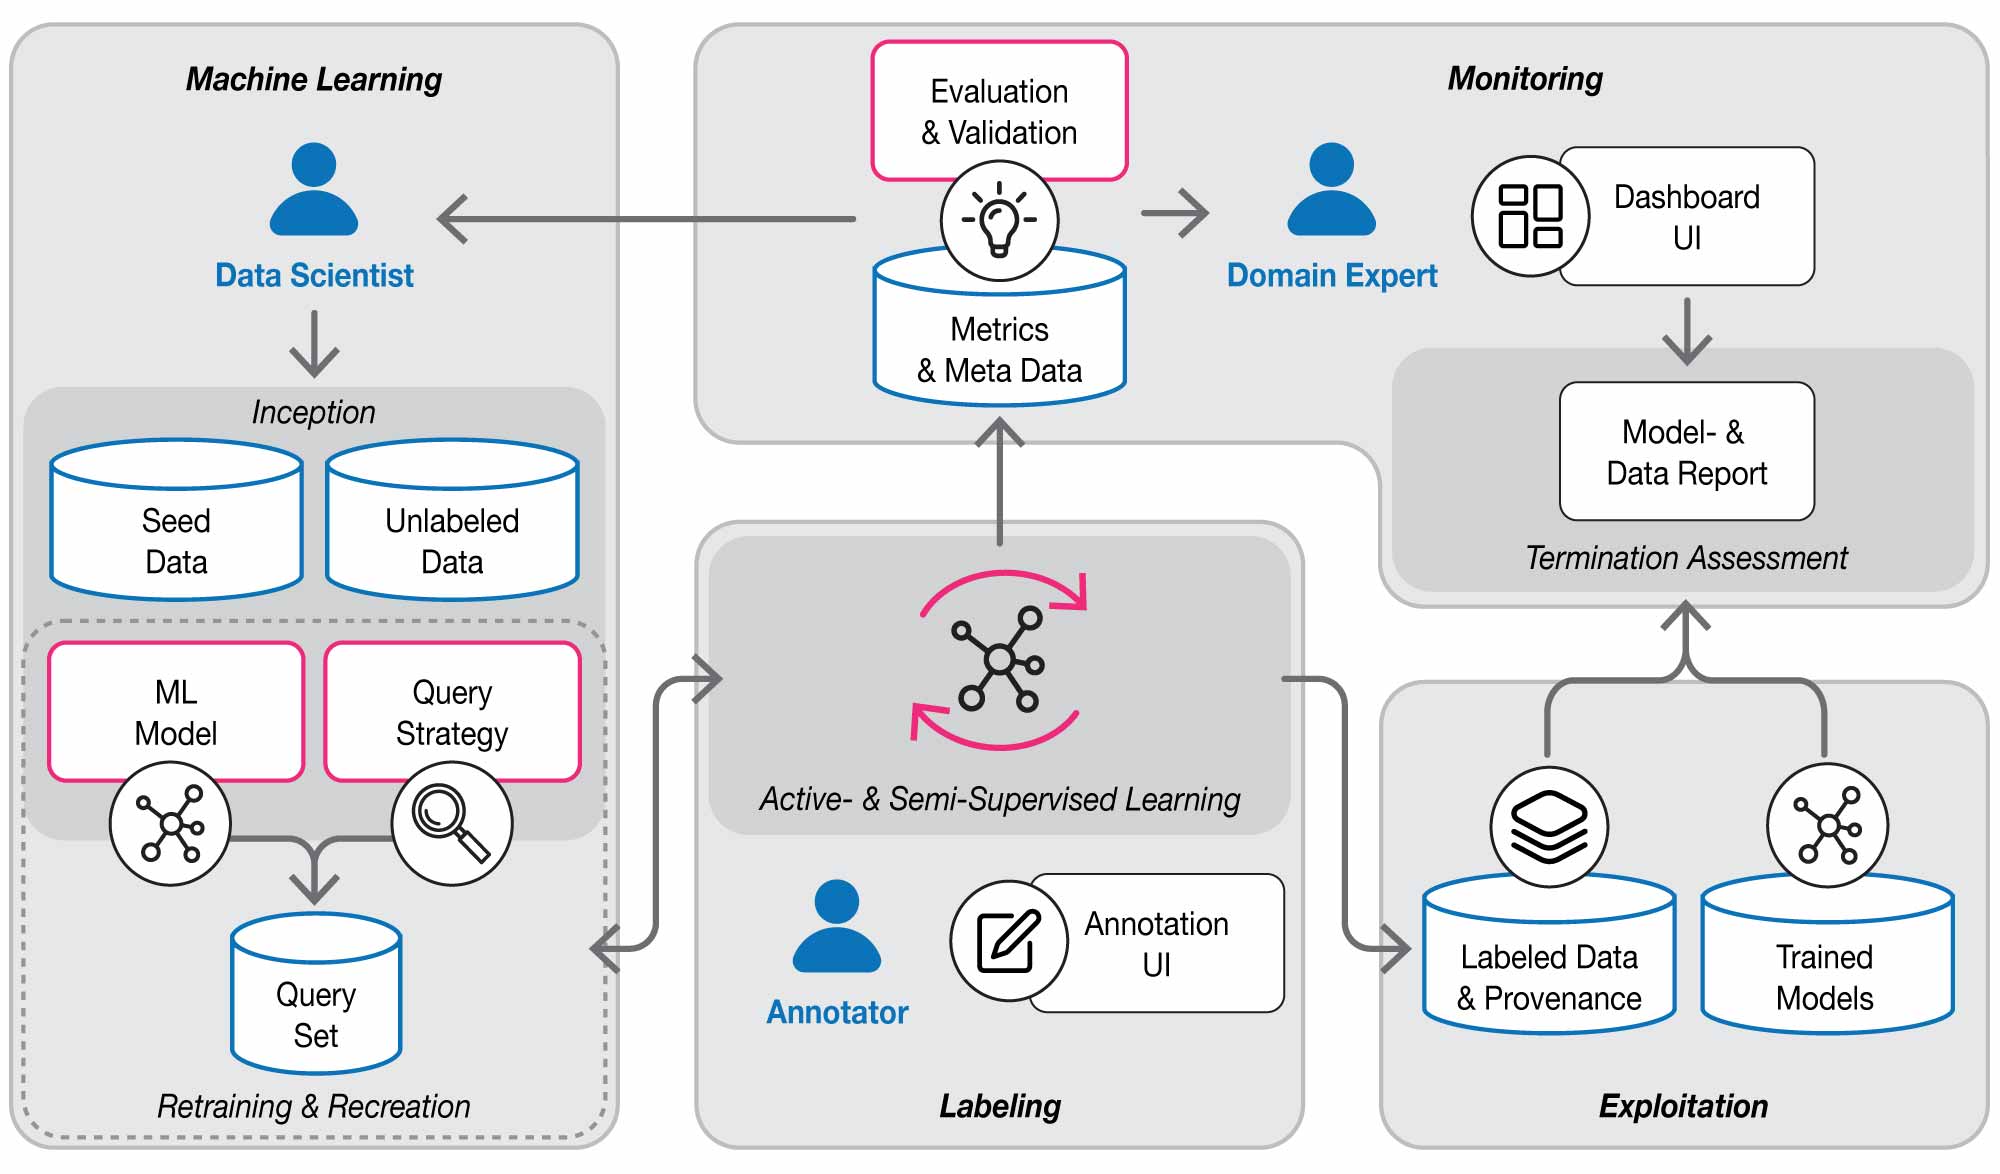 Machine Learning
Data Scientist
Inception
Seed
Data
Unlabeled
Data
ML
Model
Query
Strategy
Query
Set
Retraining & Recreation
Evaluation
& Validation
Metrics
& Meta Data
Monitoring
Domain Expert
Dashboard
UI
Model- &
Data Report
Termination Assessment
Active- & Semi-Supervised Learning
Annotator
Annotation
UI
Labeling
Labeled Data
& Provenance
Trained
Models
Exploitation